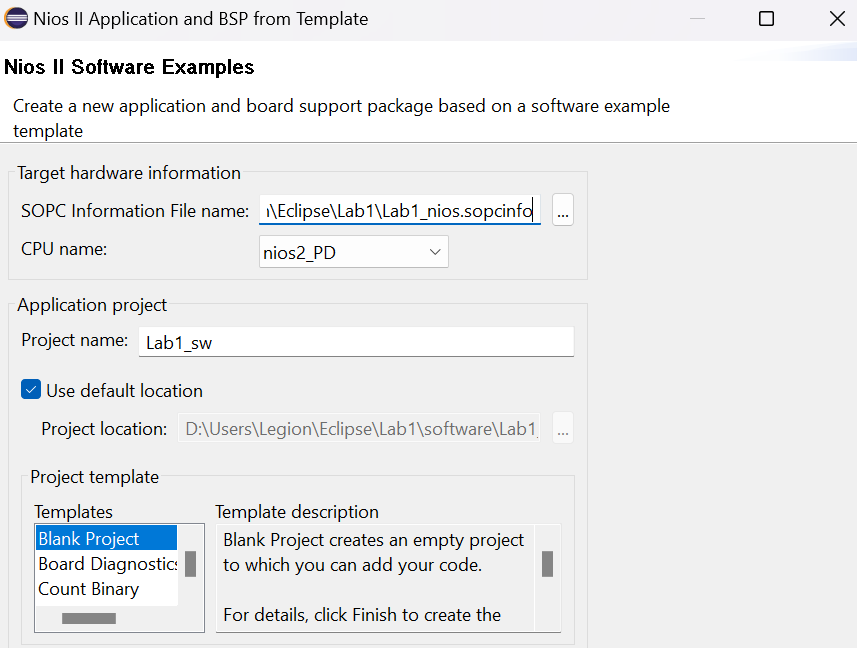 Nios II Application and BSP from Template
Nios II Software Examples
Create a new application and board support package based on a software example
template
Target hardware information
SOPC Information File name: \Eclipse\Lab1\Lab1_nios.sopcinfo ...
CPU name: nios2_PD
Application project
Project name: Lab1_sw
Use default location
Project location: D:\Users\Legion\Eclipse\Lab1\software\Lab1_ ...
Project template
Templates
Blank Project
Board Diagnostics
Count Binary
Template description
Blank Project creates an empty project
to which you can add your code.
For details, click Finish to create the